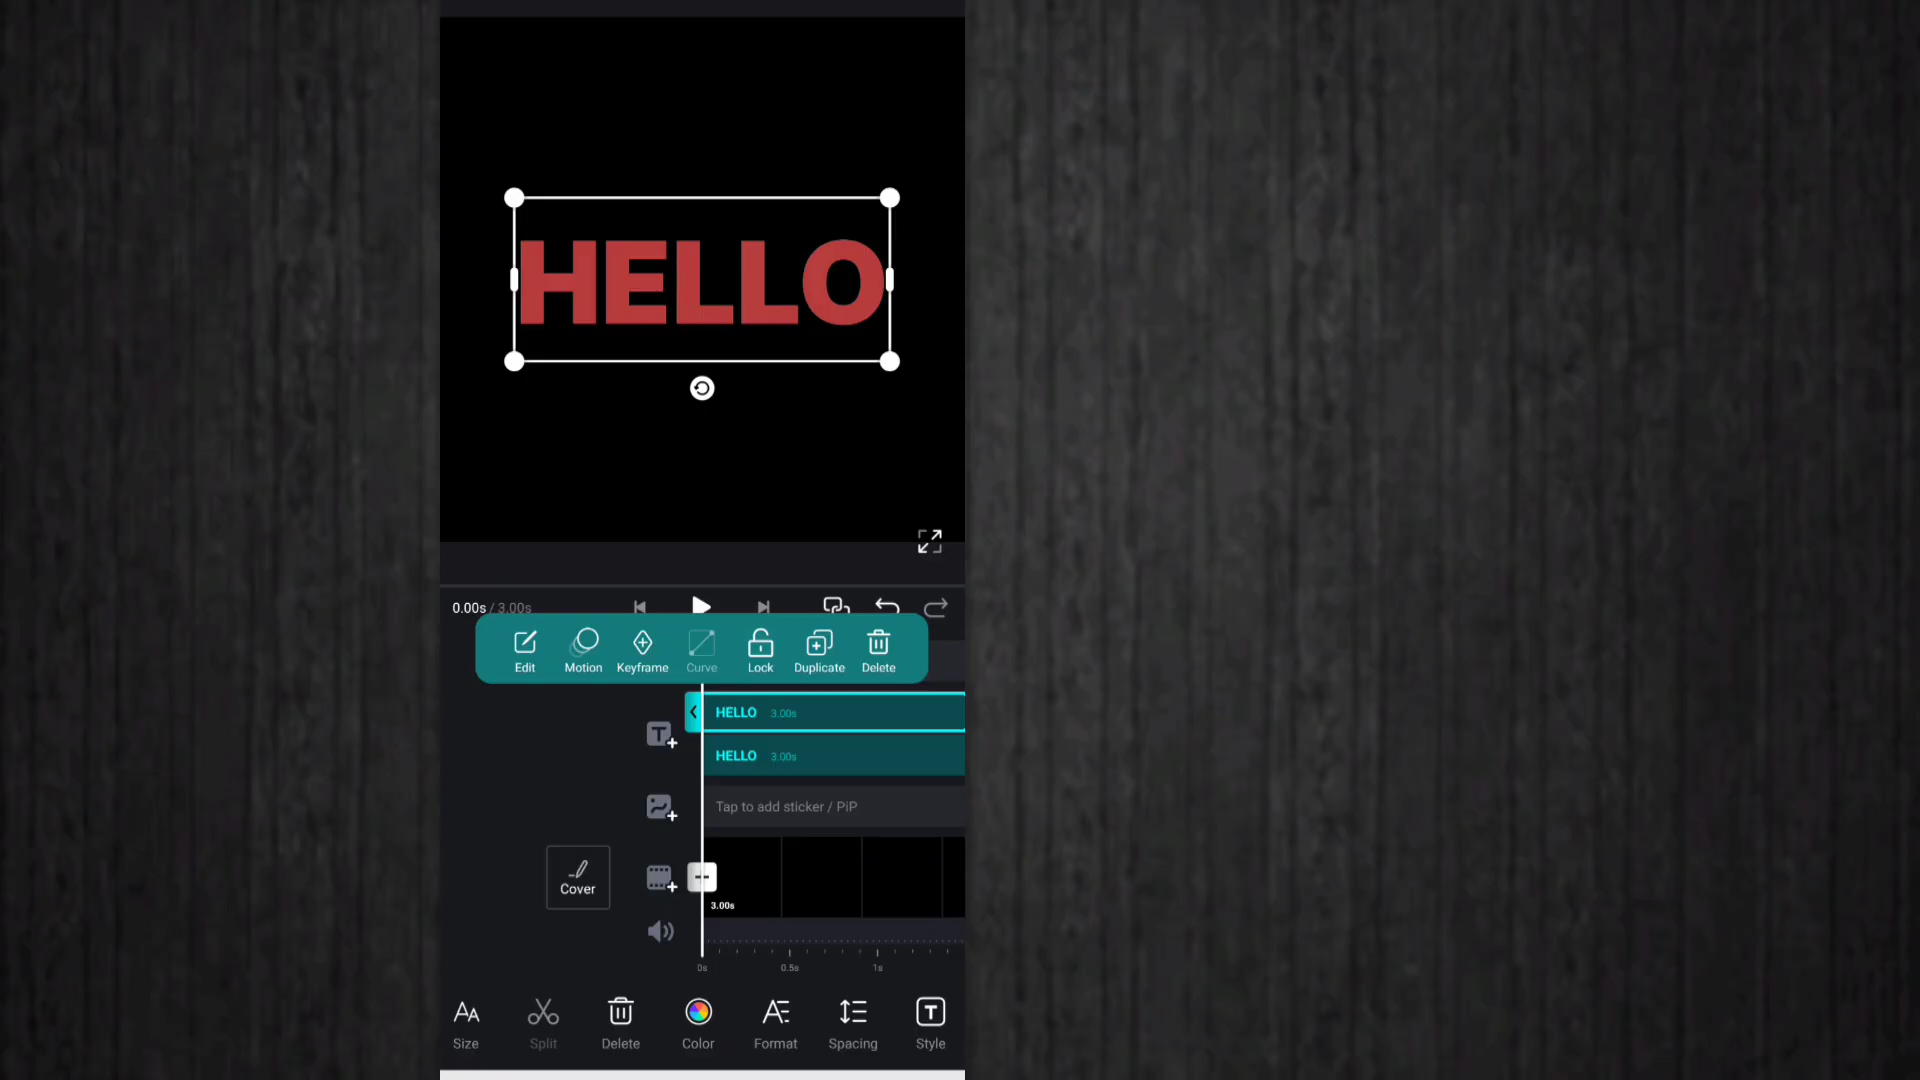 HELLO
0.00s / 3.00s
Edit Motion Keyframe Curve Lock Duplicate Delete
HELLO 3.00s
HELLO 3.00s
Tap to add sticker / PiP
Cover
3.00s
0s 0.5s 1s
Size Split Delete Color Format Spacing Style